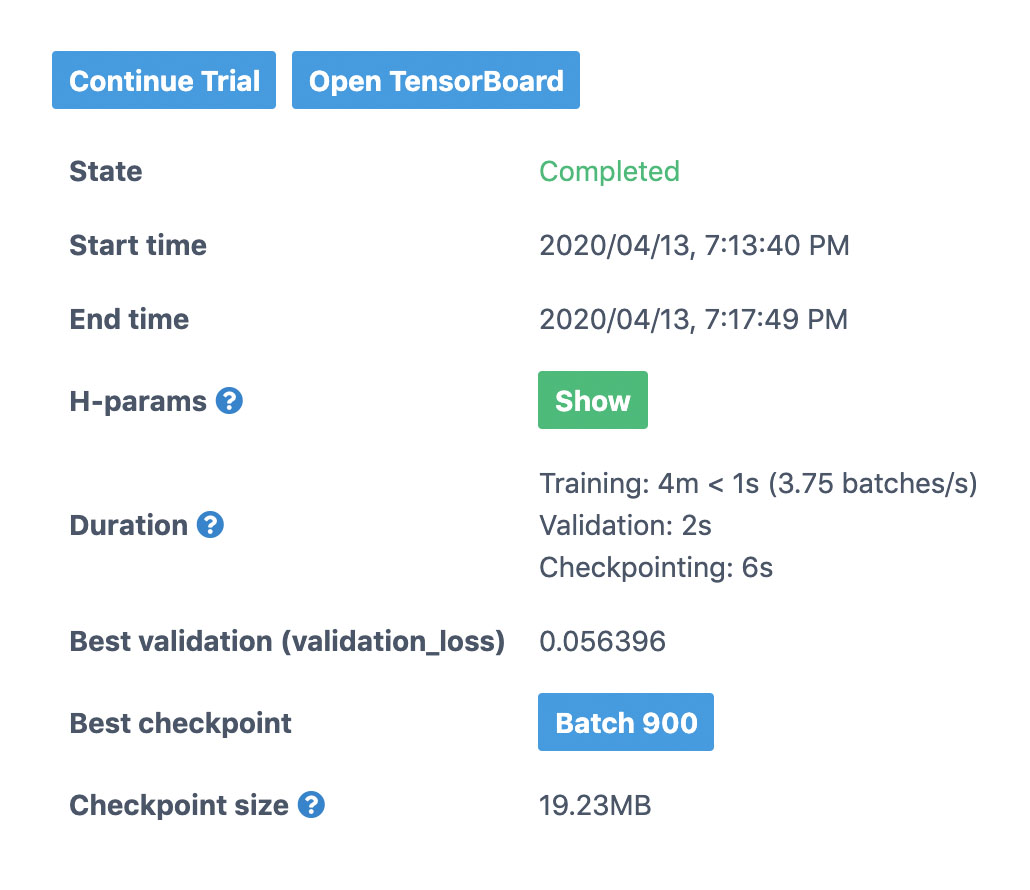 Continue Trial Open TensorBoard
State Completed
Start time 2020/04/13, 7:13:40 PM
End time 2020/04/13, 7:17:49 PM
H-params ? Show
Training: 4m < 1s (3.75 batches/s)
Duration ? Validation: 2s
Checkpointing: 6s
Best validation (validation_loss) 0.056396
Best checkpoint Batch 900
Checkpoint size ? 19.23MB